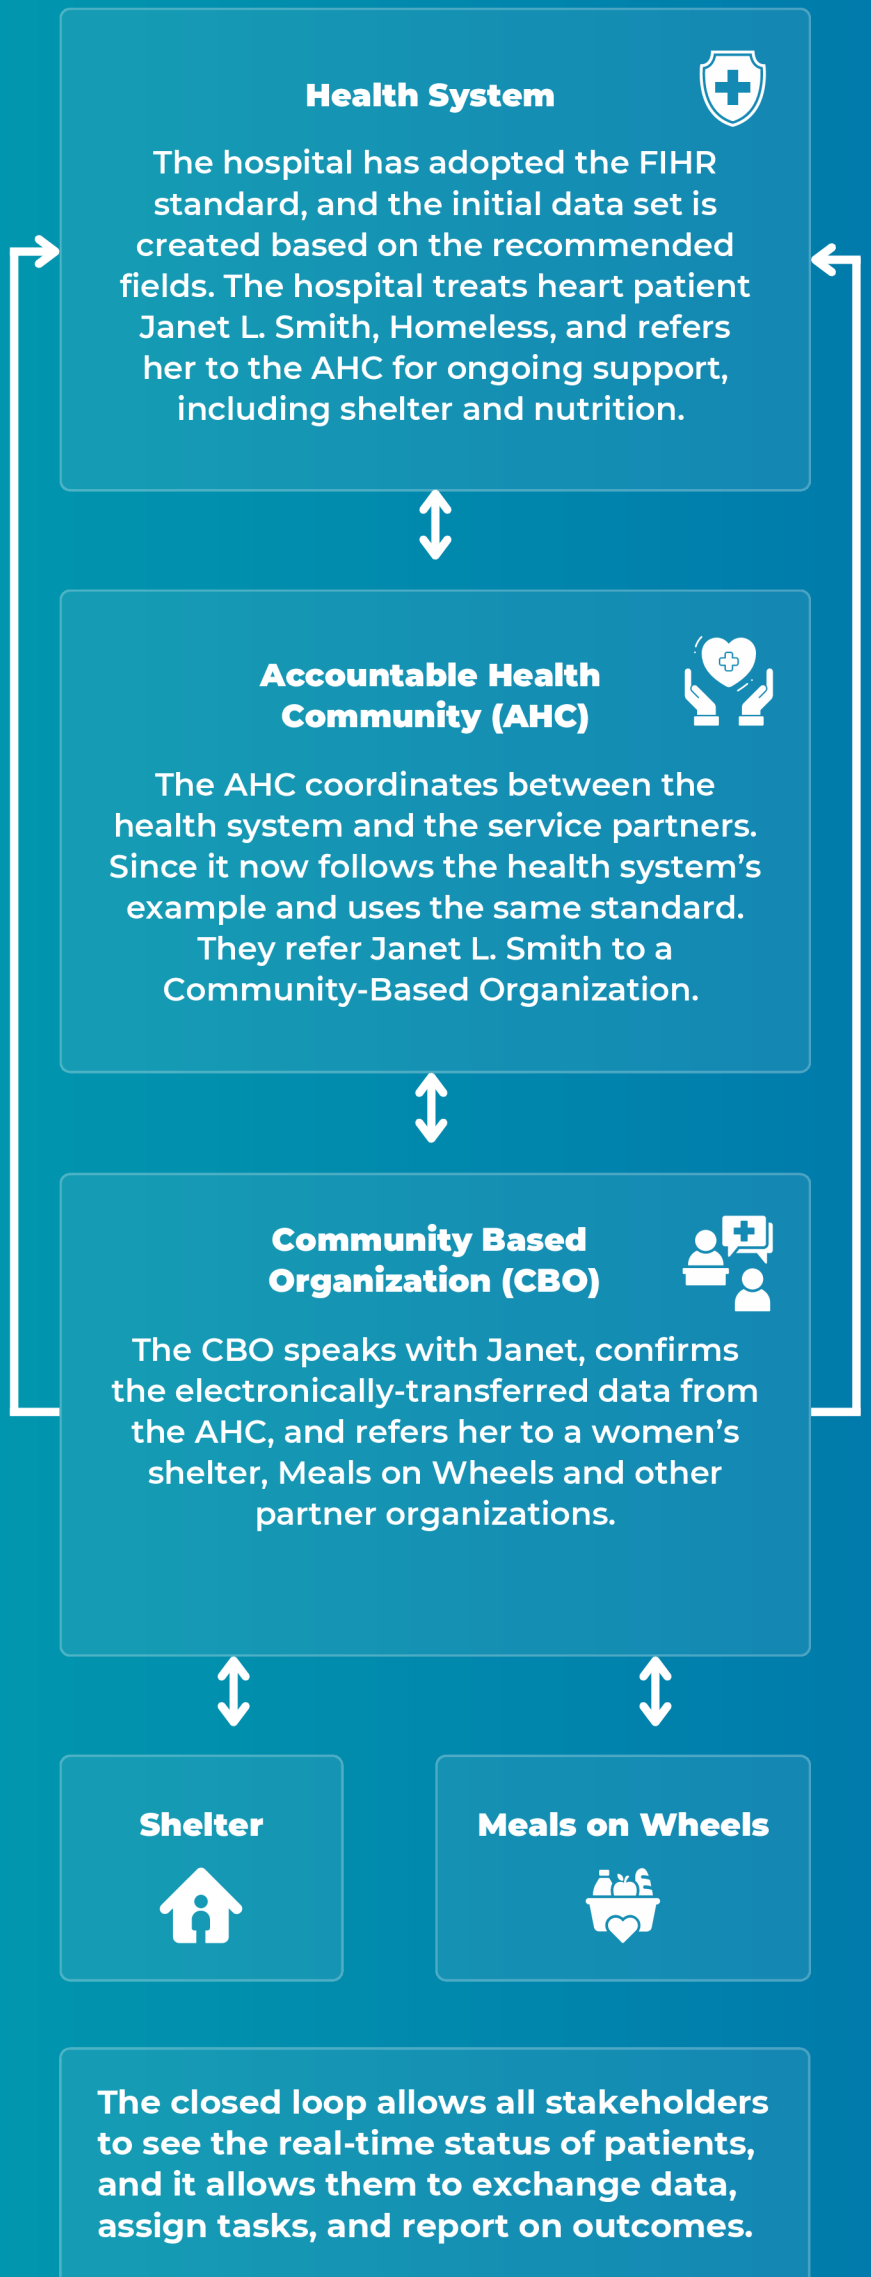 Health System
The hospital has adopted the FIHR
standard, and the initial data set is
created based on the recommended
fields. The hospital treats heart patient
Janet L. Smith, Homeless, and refers
her to the AHC for ongoing support,
including shelter and nutrition.
Accountable Health
Community (AHC)
The AHC coordinates between the
health system and the service partners.
Since it now follows the health system’s
example and uses the same standard.
They refer Janet L. Smith to a
Community-Based Organization.
Community Based
Organization (CBO)
The CBO speaks with Janet, confirms
the electronically-transferred data from
the AHC, and refers her to a women’s
shelter, Meals on Wheels and other
partner organizations.
Shelter
Meals on Wheels
The closed loop allows all stakeholders
to see the real-time status of patients,
and it allows them to exchange data,
assign tasks, and report on outcomes.